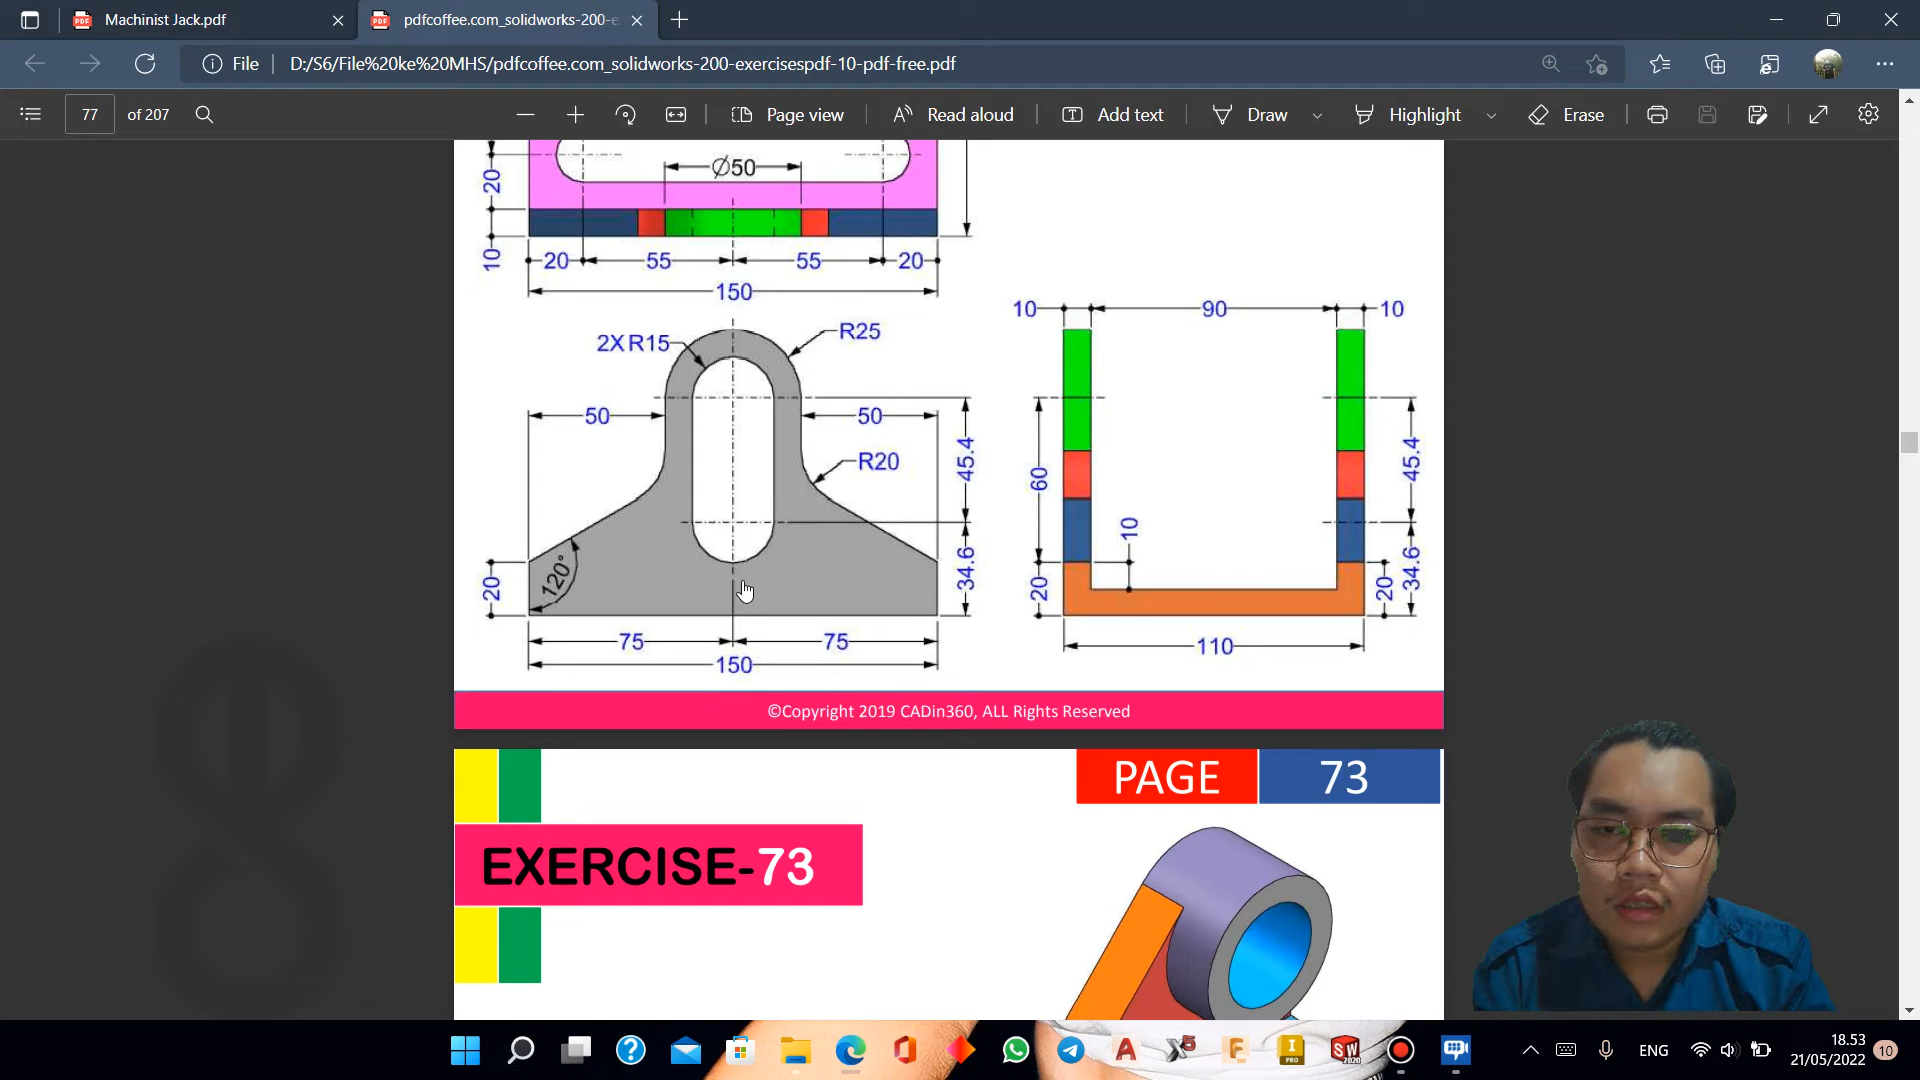 Machinist Jack.pdf
pdfcoffee.com_solidworks-200-e
File
D:/S6/File%20ke%20MHS/pdfcoffee.com_solidworks-200-exercisespdf-10-pdf-free.pdf
77 of 207
Page view
Read aloud
Add text
Draw
Highlight
Erase
20
Ø50
10
20 55 55 20
150
2X R15
R25
50 50
R20
45.4
120°
20
34.6
75 75
150
10 90 10
60
45.4
10
20
20
34.6
110
©Copyright 2019 CADin360, ALL Rights Reserved
PAGE 73
EXERCISE-73
ENG
18.53
21/05/2022
10